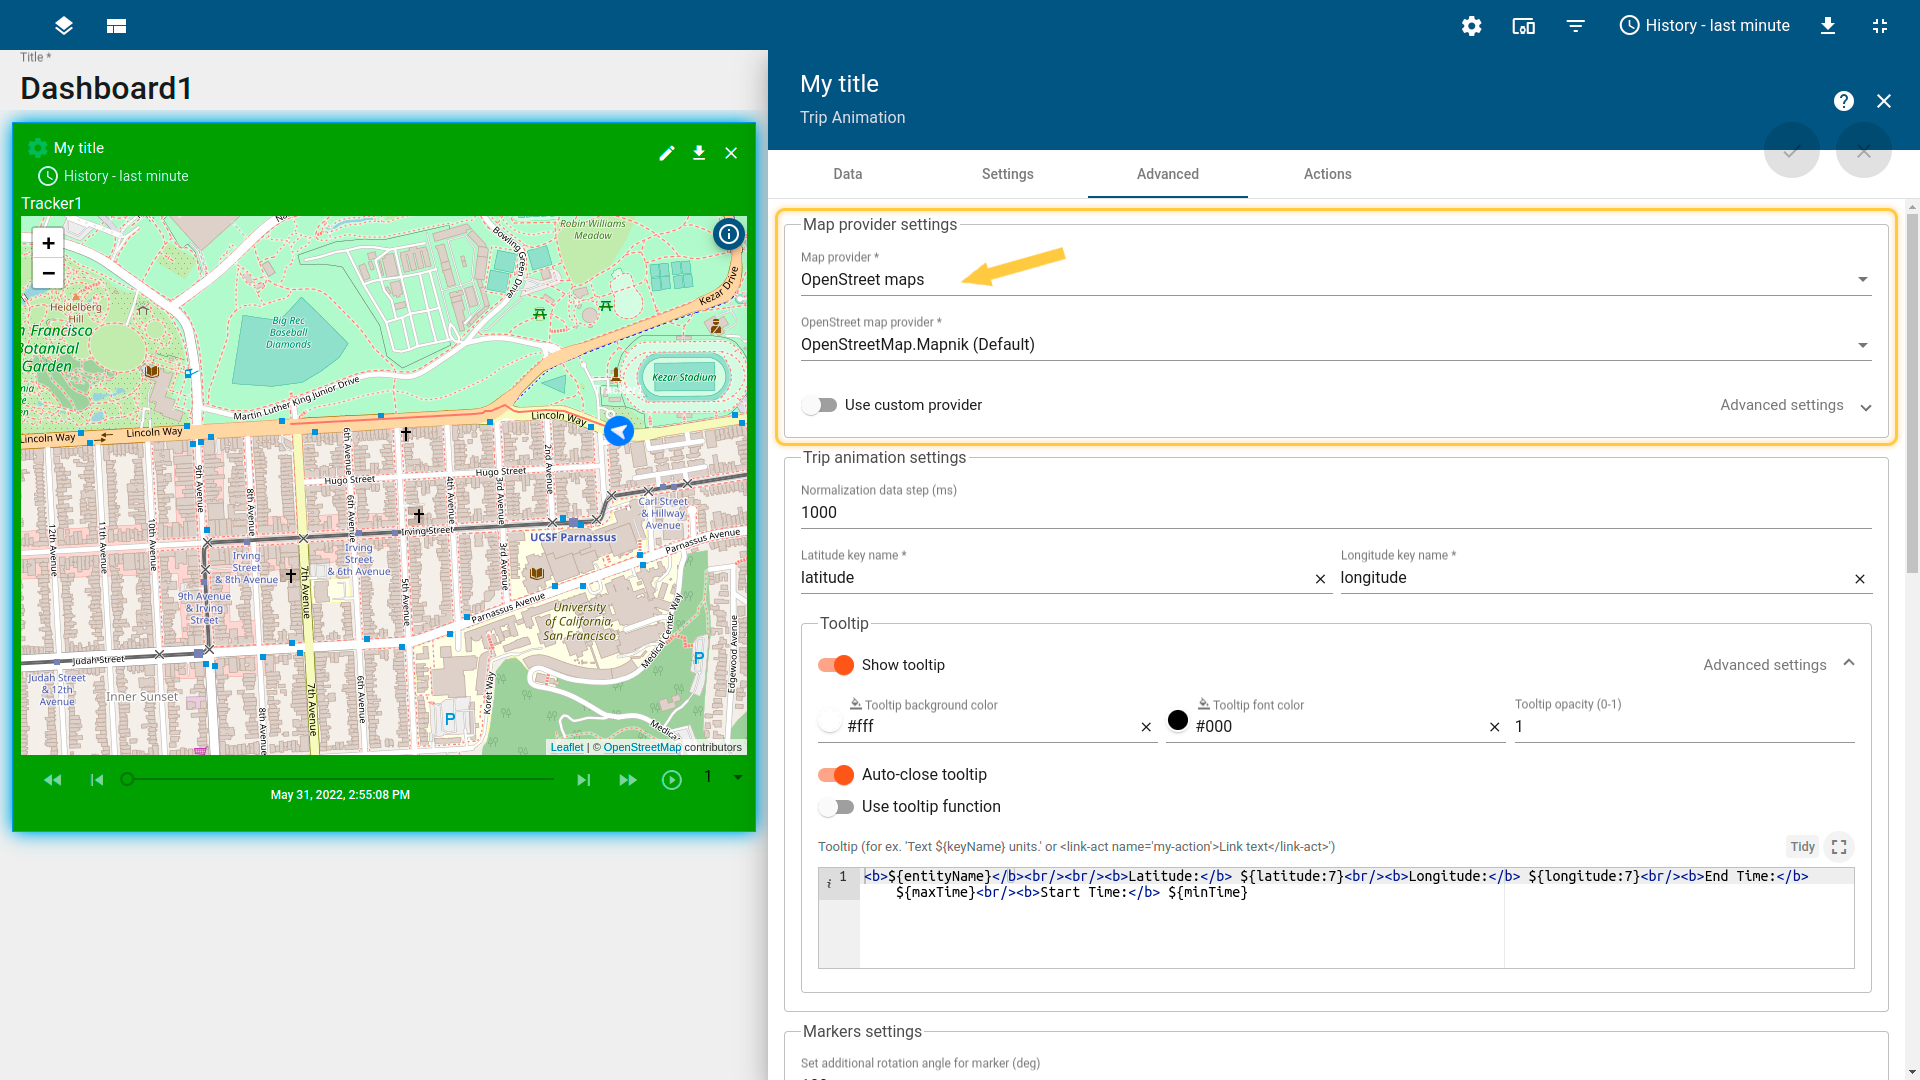 History - last minute
Title *
Dashboard1
My title
History - last minute
Tracker1
+
−
Robin Williams
Meadow
Bowling Green Drive
Kezar Drive
Heidelberg
Hill
n Francisco
Botanical
Garden
Big Rec
Baseball
Diamonds
Kezar Stadium
Martin Luther King Junior Drive
Lincoln Way
Lincoln Way
Lincoln Way
6th Avenue
2nd Avenue
Hugo Street
Hugo Street
9th Avenue
8th Avenue
6th Avenue
4th Avenue
3rd Avenue
Carl Street
& Hillway
Avenue
12th Avenue
11th Avenue
10th Avenue
Irving Street
UCSF Parnassus
Parnassus Avenue
Irving
Street
& 8th Avenue
Irving
Street
& 6th Avenue
3rd Avenue
7th Avenue
5th Avenue
9th Avenue
& Irving
Street
Parnassus Avenue
University
of California,
San Francisco
Medical Center Way
Edgewood Avenue
Judah Street
P
Judah Street
& 12th
Avenue
Inner Sunset
7th Avenue
6th Avenue
8th Avenue
Koret Way
P
Medica
Leaflet | © OpenStreetMap contributors
1
May 31, 2022, 2:55:08 PM
My title
Trip Animation
Data
Settings
Advanced
Actions
Map provider settings
Map provider *
OpenStreet maps
OpenStreet map provider *
OpenStreetMap.Mapnik (Default)
Use custom provider
Advanced settings
Trip animation settings
Normalization data step (ms)
1000
Latitude key name *
latitude
Longitude key name *
longitude
Tooltip
Show tooltip
Advanced settings
Tooltip background color
#fff
Tooltip font color
#000
Tooltip opacity (0-1)
1
Auto-close tooltip
Use tooltip function
Tooltip (for ex. 'Text ${keyName} units.' or <link-act name='my-action'>Link text</link-act>')
Tidy
1
<b>${entityName}</b><br/><br/><b>Latitude:</b> ${latitude:7}<br/><b>Longitude:</b> ${longitude:7}<br/><b>End Time:</b>
${maxTime}<br/><b>Start Time:</b> ${minTime}
Markers settings
Set additional rotation angle for marker (deg)